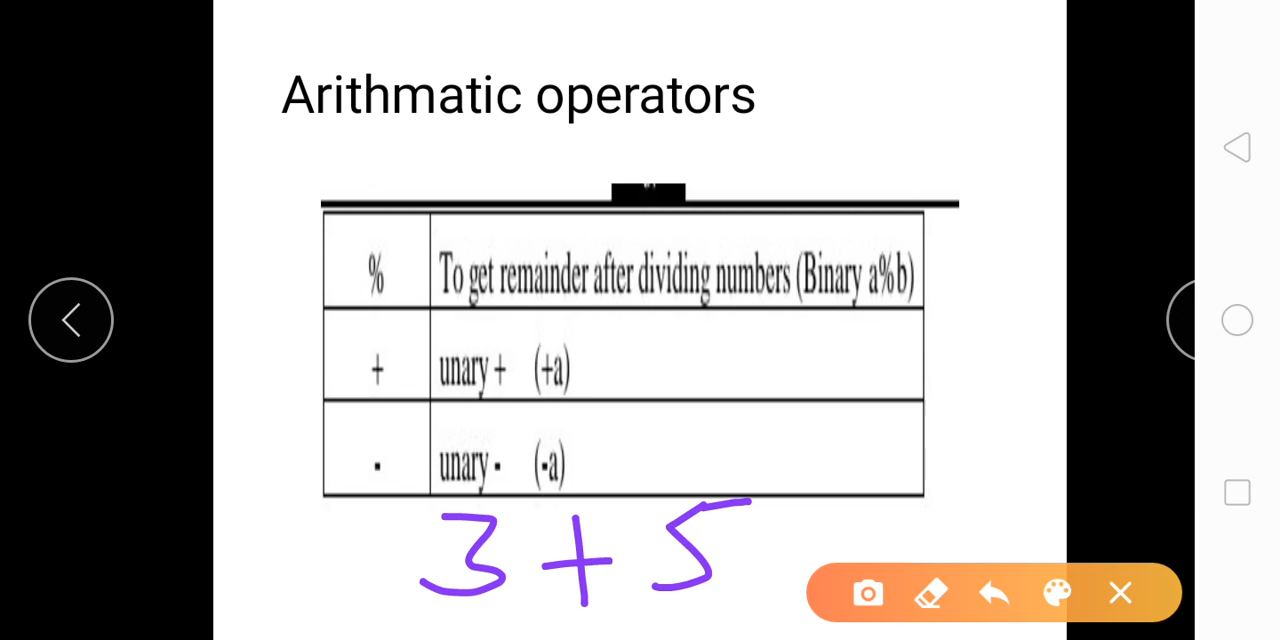 Arithmatic operators
% To get remainder after dividing numbers (Binary a%b)
+ unary + (+a)
- unary - (-a)
3 + 5